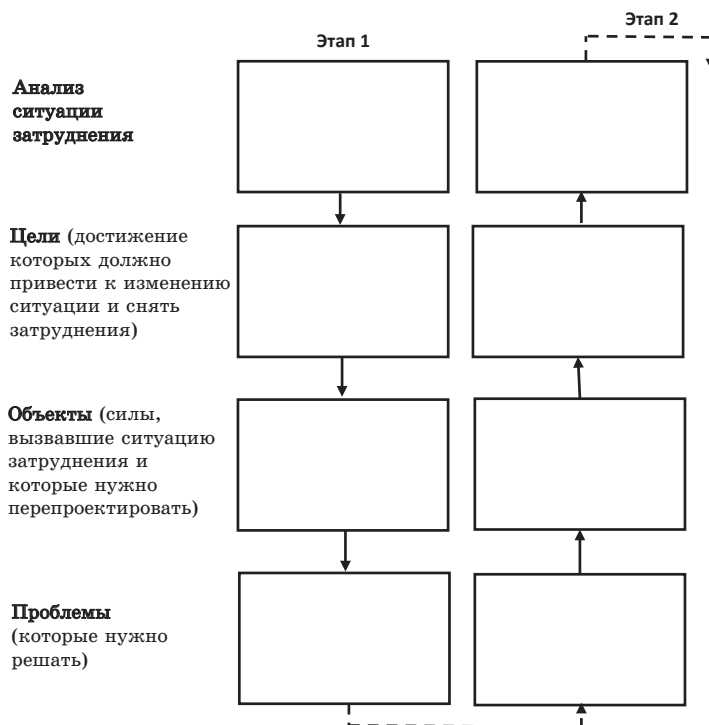 Этап 2
Этап 1
Анализ
ситуации
затруднения
Цели (достижение
которых должно
привести к изменению
ситуации и снять
затруднения)
Объекты (силы,
вызвавшие ситуацию
затруднения и
которые нужно
перепроектировать)
Проблемы
(которые нужно
решать)